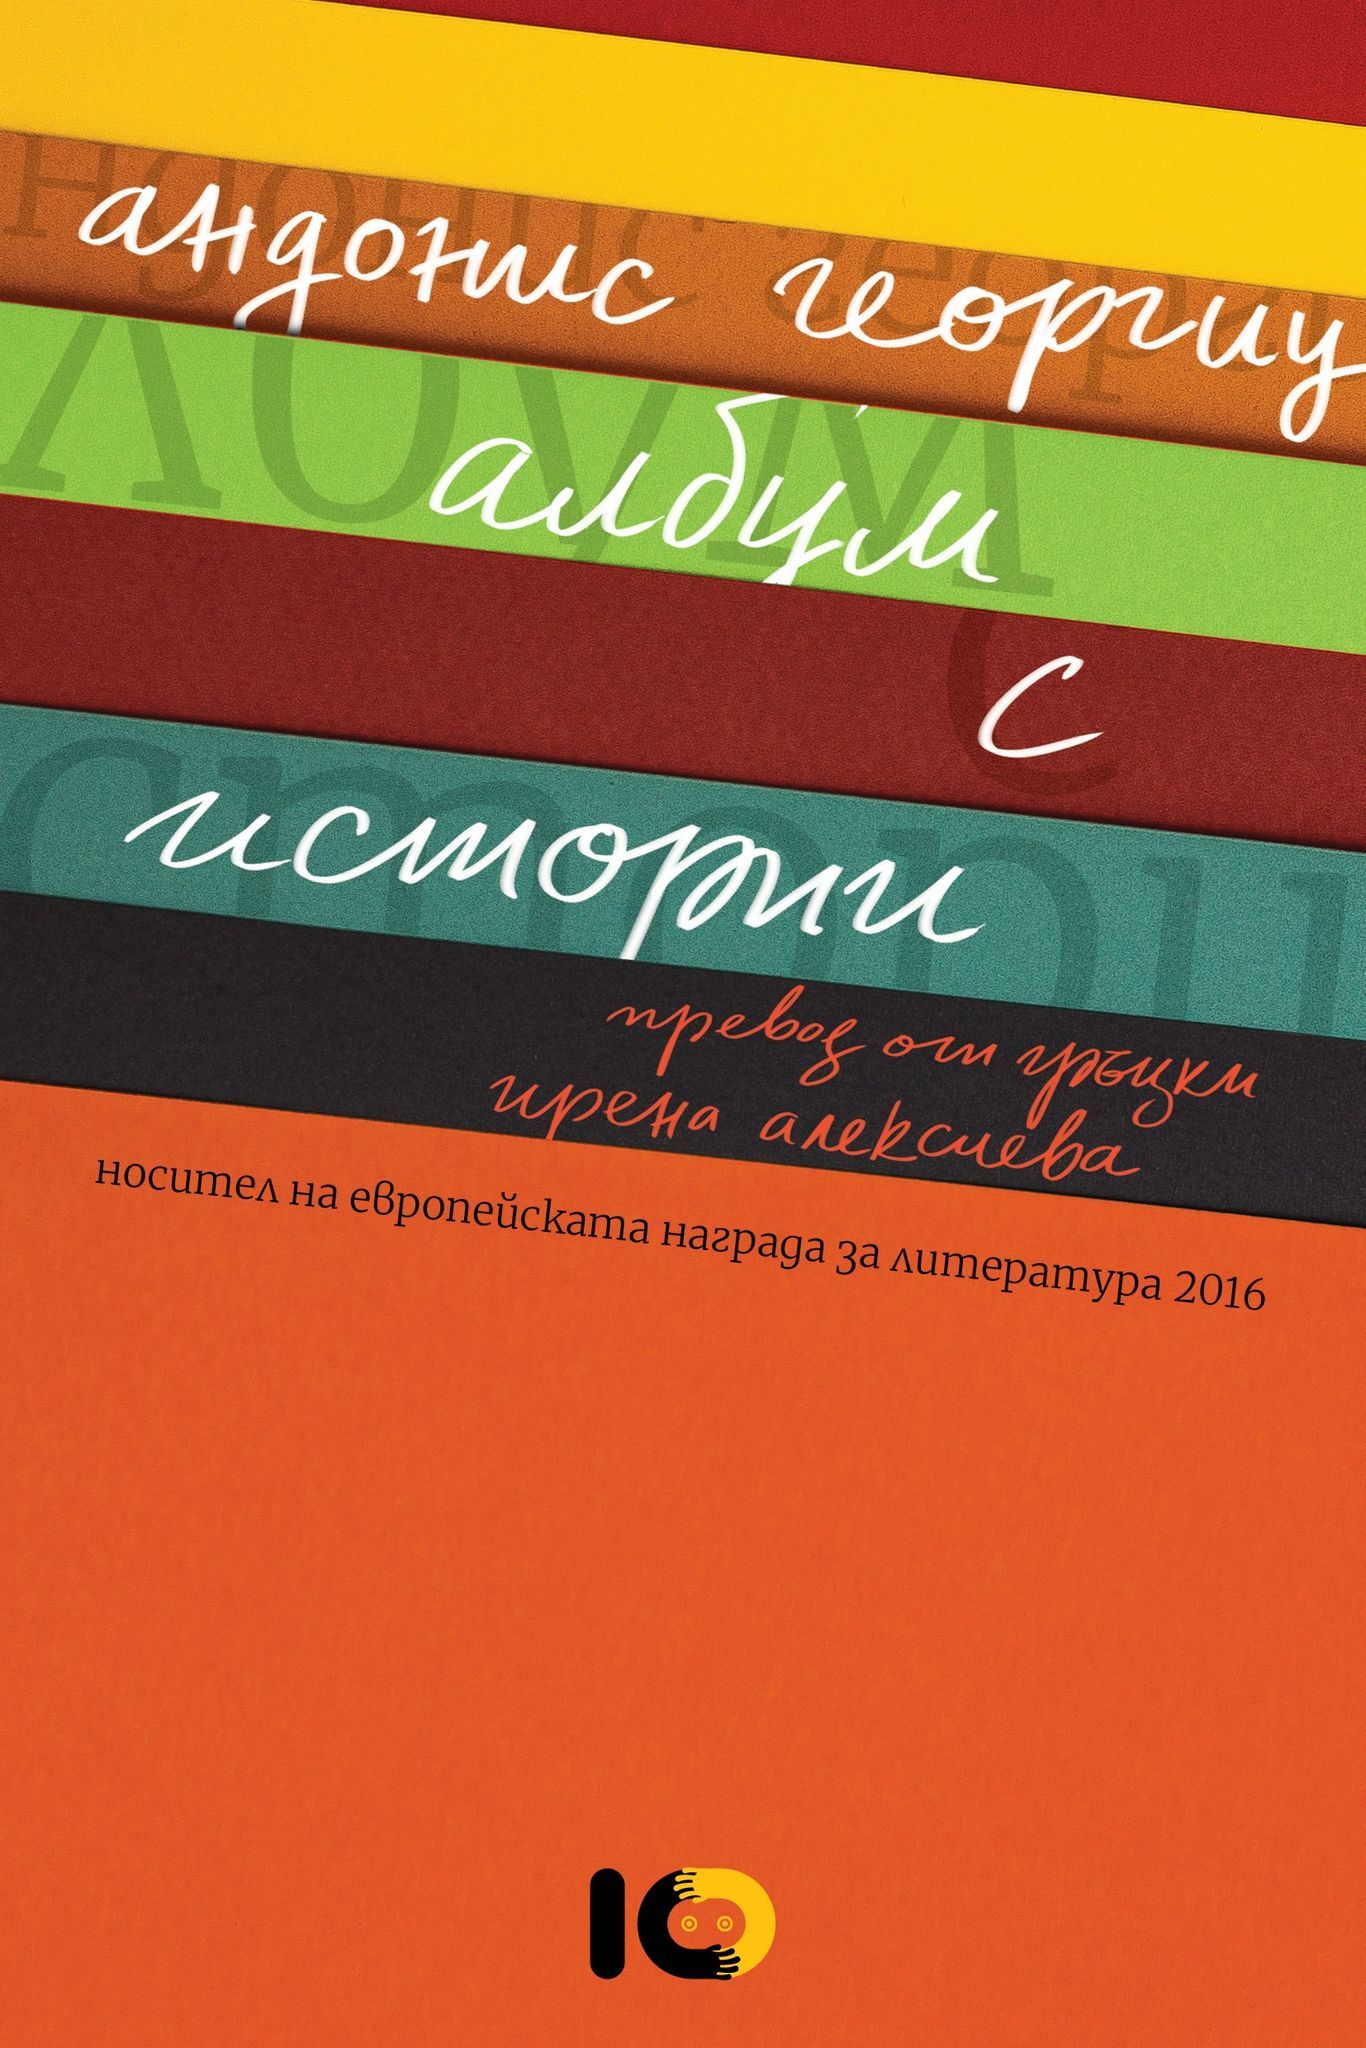 андонис георгиу
албум
с
истории
превод от гръцки
ирена алексиева
носител на европейската награда за литература 2016